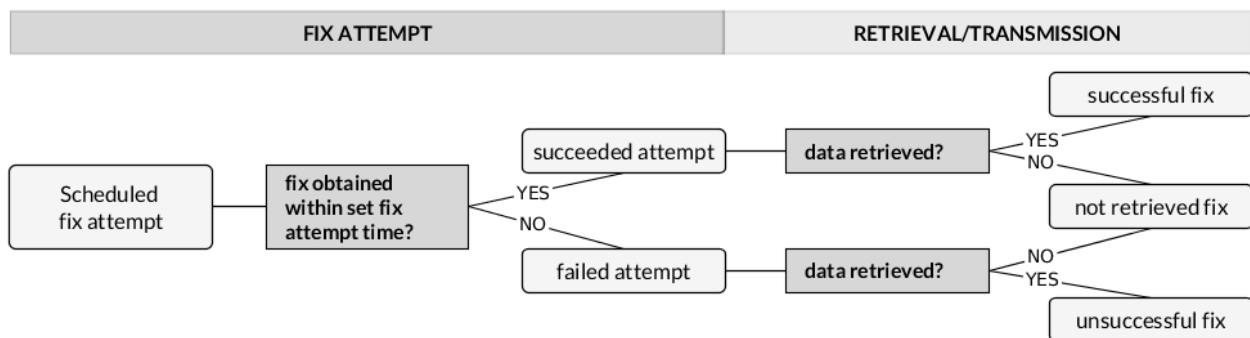 FIX ATTEMPT
RETRIEVAL/TRANSMISSION
Scheduled
fix attempt
fix obtained
within set fix
attempt time?
YES
NO
succeeded attempt
failed attempt
data retrieved?
YES
NO
data retrieved?
NO
YES
successful fix
not retrieved fix
unsuccessful fix